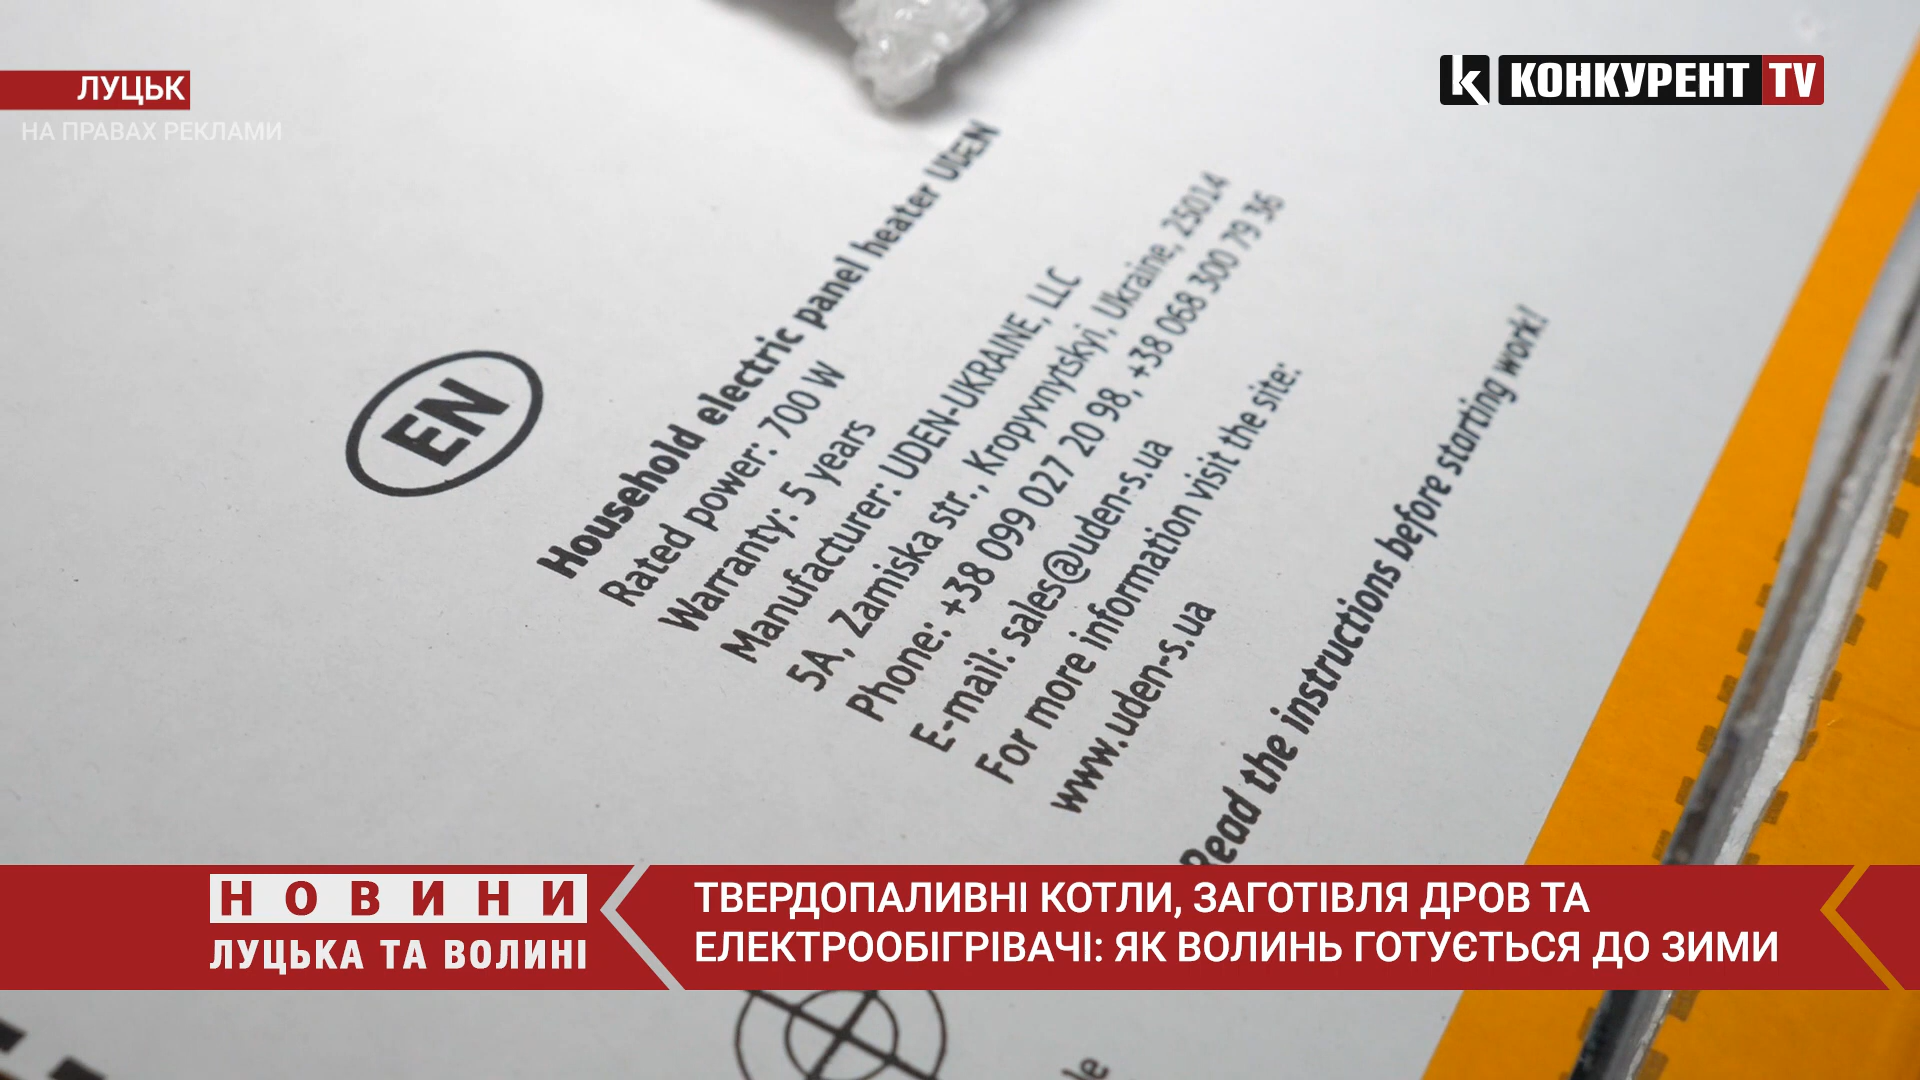 ЛУЦЬК
НА ПРАВАХ РЕКЛАМИ
k КОНКУРЕНТ TV
EN
Household electric panel heater UDEN
Rated power: 700 W
Warranty: 5 years
Manufacturer: UDEN-UKRAINE, LLC
5A, Zamiska str., Kropyvnytskyi, Ukraine, 25014
Phone: +38 099 027 20 98, +38 068 300 79 36
E-mail: sales@uden-s.ua
For more information visit the site:
www.uden-s.ua
Read the instructions before starting work!
НОВИНИ
ЛУЦЬКА ТА ВОЛИНІ
ТВЕРДОПАЛИВНІ КОТЛИ, ЗАГОТІВЛЯ ДРОВ ТА
ЕЛЕКТРООБІГРІВАЧІ: ЯК ВОЛИНЬ ГОТУЄТЬСЯ ДО ЗИМИ